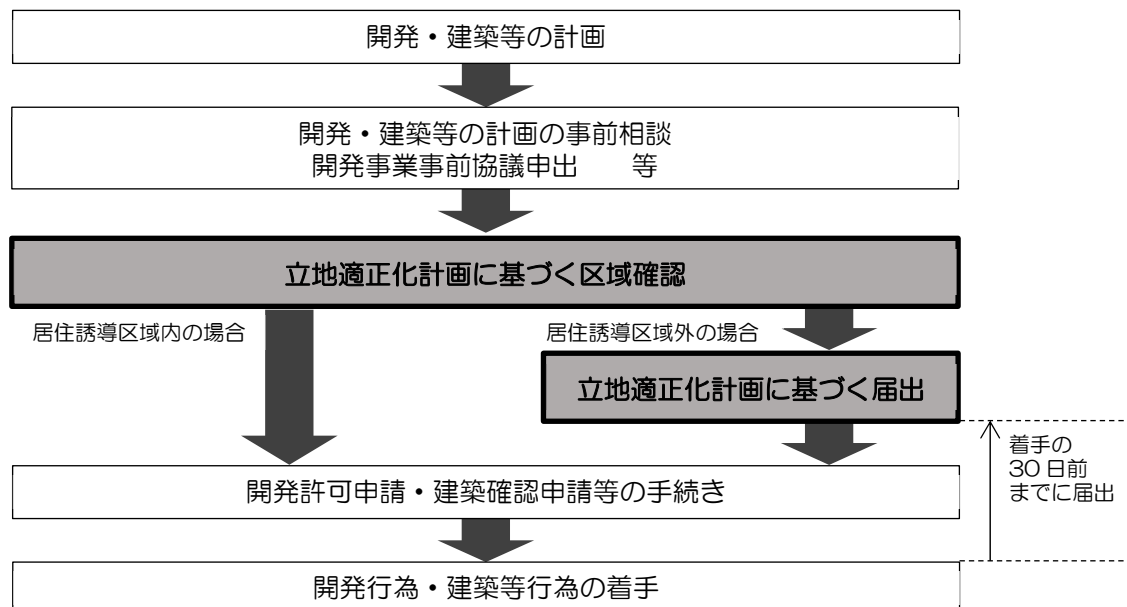 開発・建築等の計画
開発・建築等の計画の事前相談
開発事業事前協議申出　　等
立地適正化計画に基づく区域確認
居住誘導区域内の場合
居住誘導区域外の場合
立地適正化計画に基づく届出
着手の
30日前
までに届出
開発許可申請・建築確認申請等の手続き
開発行為・建築等行為の着手